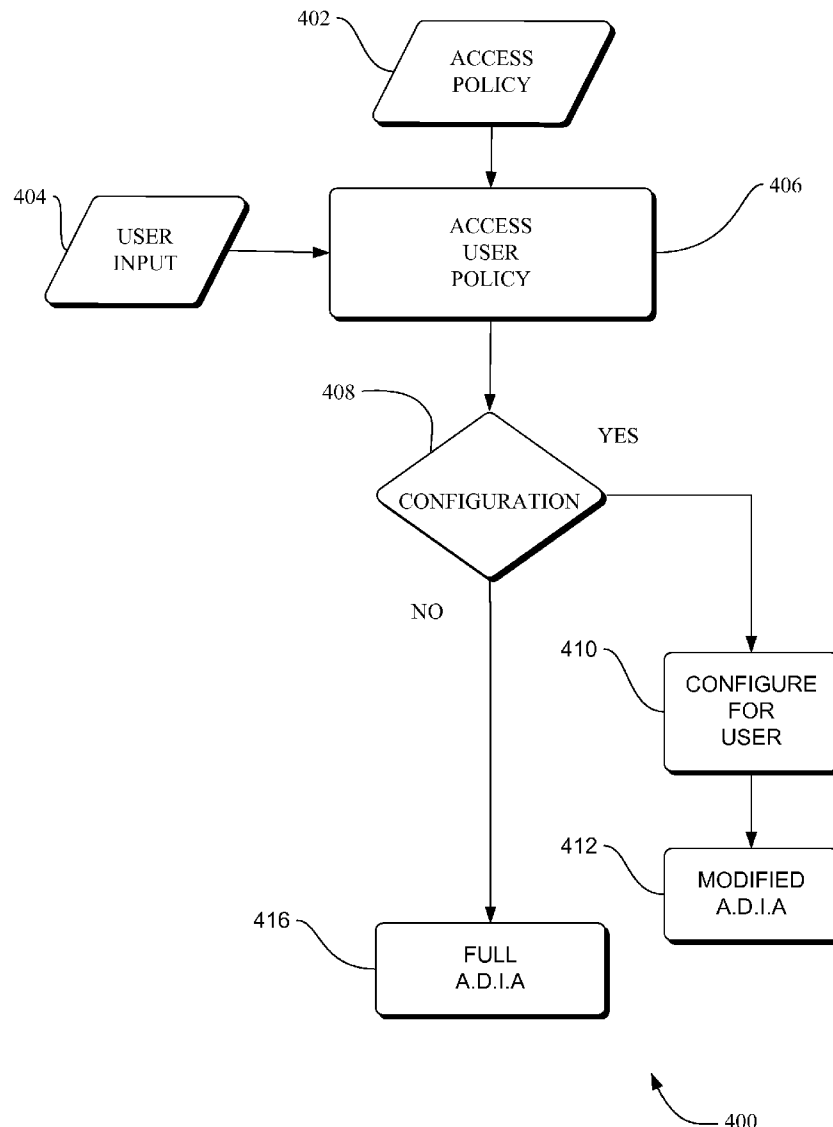 402
ACCESS
POLICY
404
USER
INPUT
406
ACCESS
USER
POLICY
408
YES
CONFIGURATION
NO
410
CONFIGURE
FOR
USER
412
MODIFIED
A.D.I.A
416
FULL
A.D.I.A
400